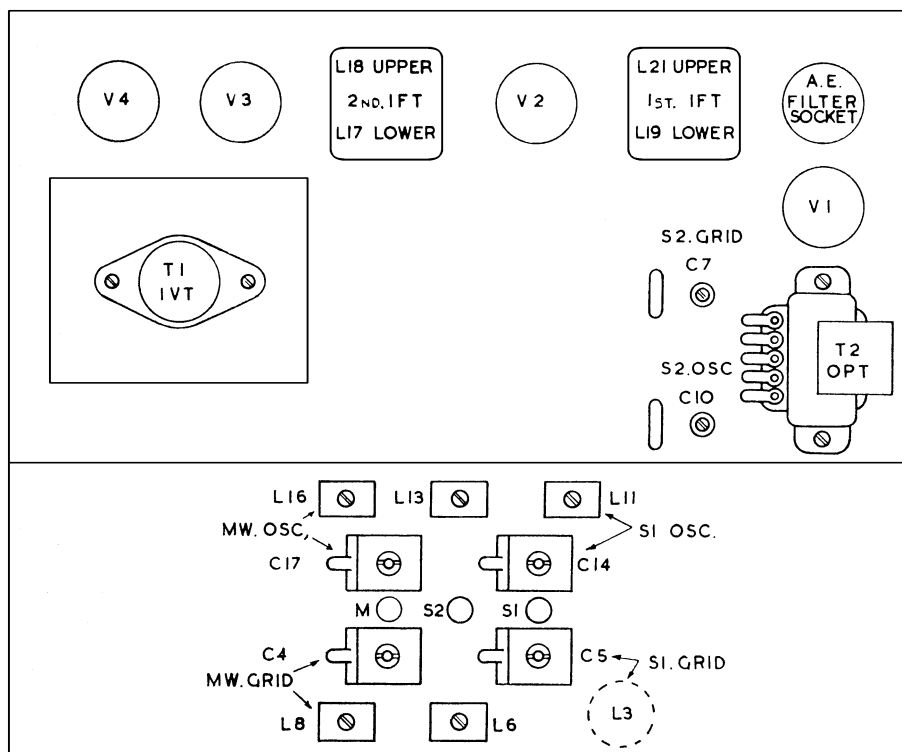 V4
V3
L18 UPPER
2ND. IFT
L17 LOWER
V2
L21 UPPER
1ST. IFT
L19 LOWER
A.E.
FILTER
SOCKET
V1
T1
IVT
S2.GRID
C7
S2.OSC
C10
T2
OPT
L16
L13
L11
MW. OSC,
S1 OSC.
C17
C14
M
S2
S1
C4
C5
S1.GRID
MW.GRID
L3
L8
L6